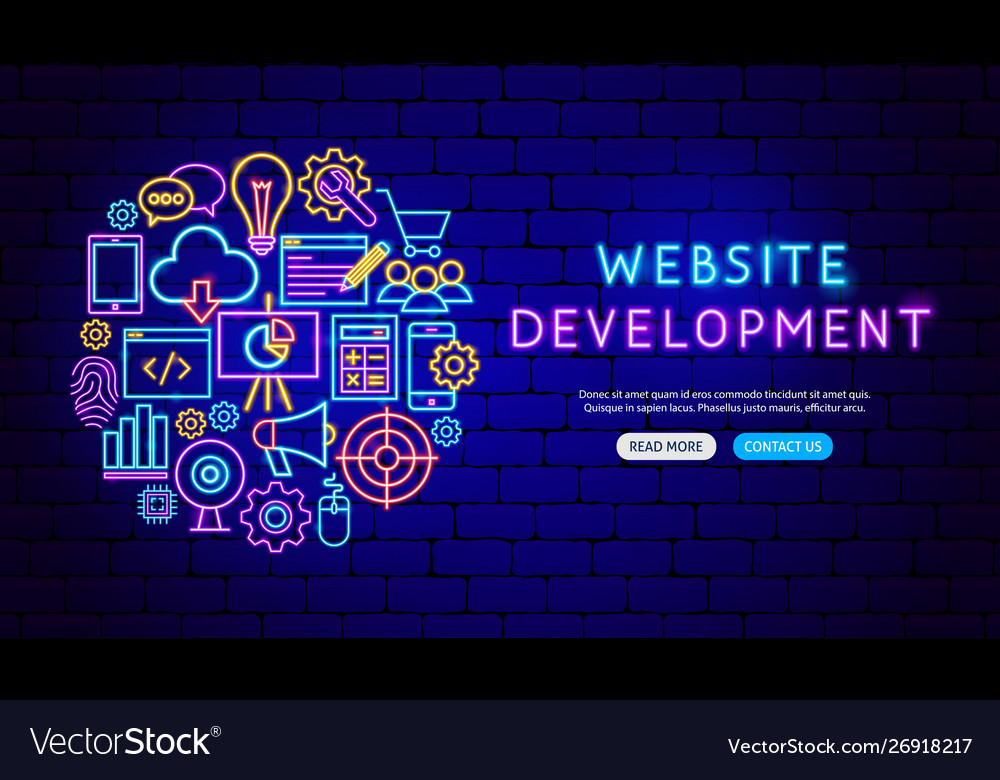 WEBSITE
DEVELOPMENT
Donec sit amet quam id eros commodo tincidunt sit amet quis.
Quisque in sapien lacus. Phasellus justo mauris, efficitur arcu.
READ MORE CONTACT US
</>
VectorStock®
VectorStock.com/26918217